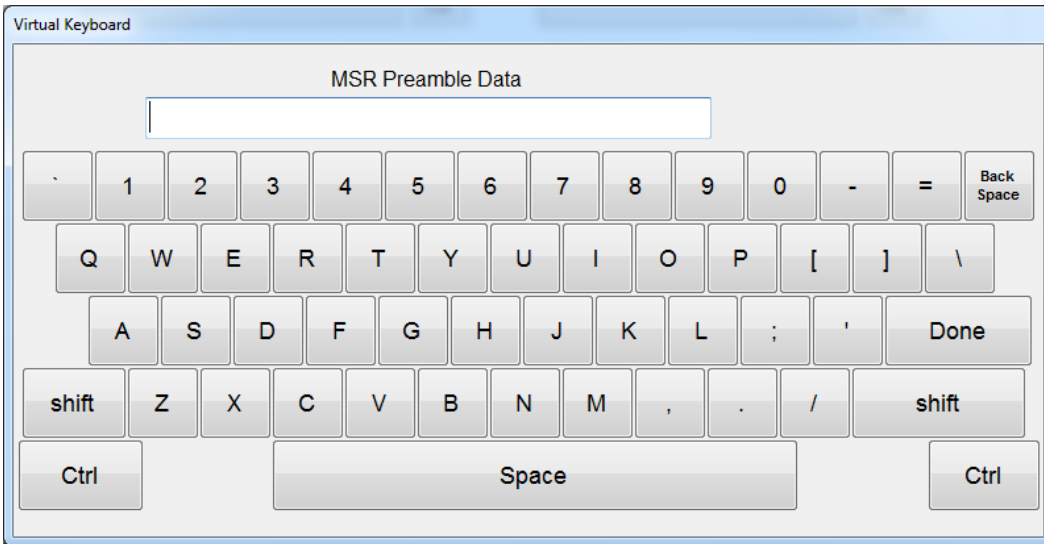 Virtual Keyboard
MSR Preamble Data
` 1 2 3 4 5 6 7 8 9 0 - = Back Space
Q W E R T Y U I O P [ ] \
A S D F G H J K L ; ' Done
shift Z X C V B N M , . / shift
Ctrl Space Ctrl